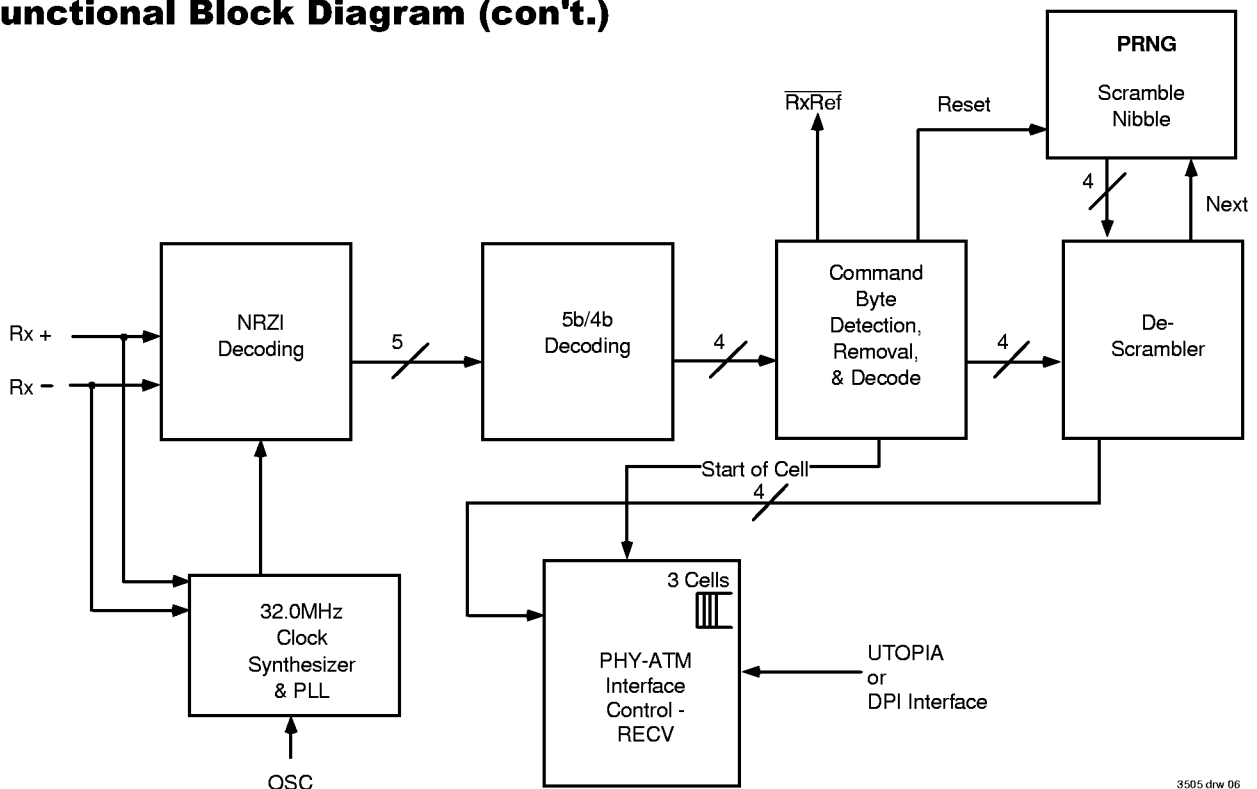 unctional Block Diagram (con't.)
PRNG
Scramble
Nibble
RxRef
Reset
4
Next
Rx +
Rx –
NRZI
Decoding
5
5b/4b
Decoding
4
Command
Byte
Detection,
Removal,
& Decode
4
De-
Scrambler
Start of Cell
4
32.0MHz
Clock
Synthesizer
& PLL
OSC
3 Cells
PHY-ATM
Interface
Control -
RECV
UTOPIA
or
DPI Interface
3505 drw 06